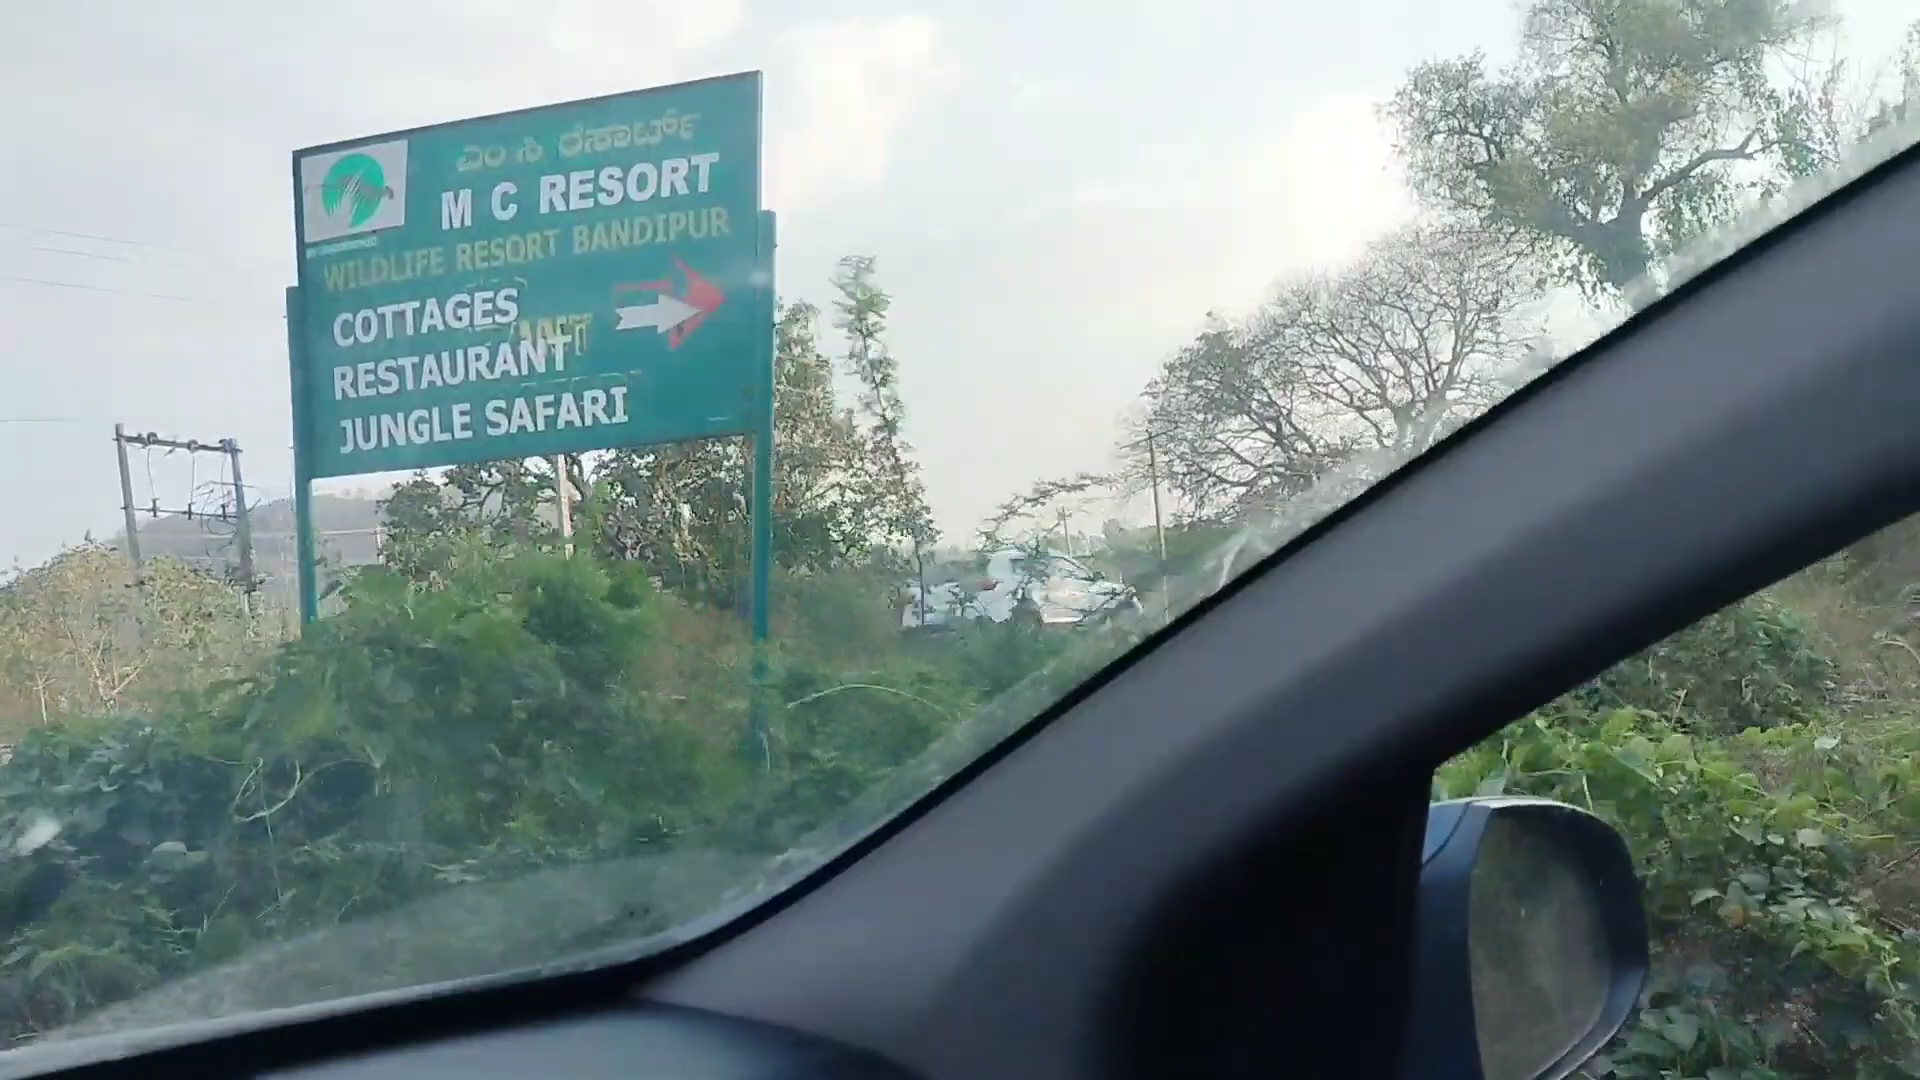 ಎಂ ಸಿ ರೆಸಾರ್ಟ್
M C RESORT
WILDLIFE RESORT BANDIPUR
COTTAGES
RESTAURANT
JUNGLE SAFARI